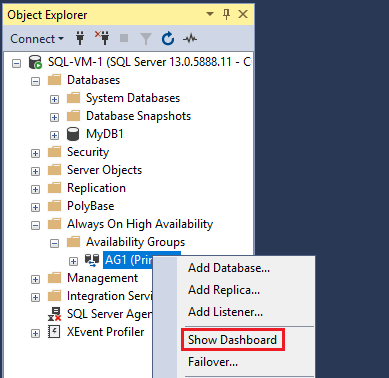 Object Explorer
Connect
SQL-VM-1 (SQL Server 13.0.5888.11 - C
Databases
System Databases
Database Snapshots
MyDB1
Security
Server Objects
Replication
PolyBase
Always On High Availability
Availability Groups
AG1 (Prin
Add Database...
Management
Add Replica...
Integration Servi
Add Listener...
SQL Server Agen
XEvent Profiler
Show Dashboard
Failover...